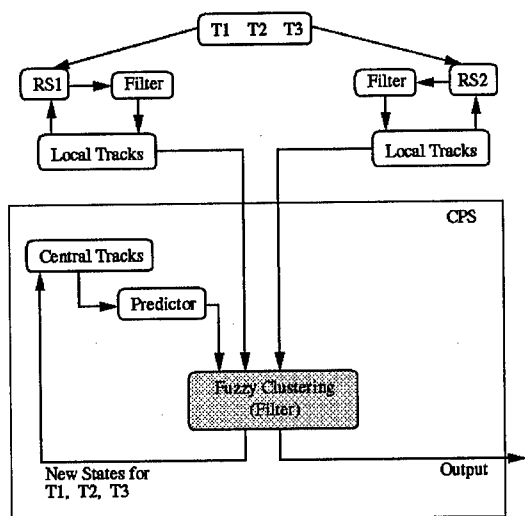 T1 T2 T3
RS1
Filter
Filter
RS2
Local Tracks
Local Tracks
CPS
Central Tracks
Predictor
Fuzzy Clustering
(Filter)
New States for
T1, T2, T3
Output